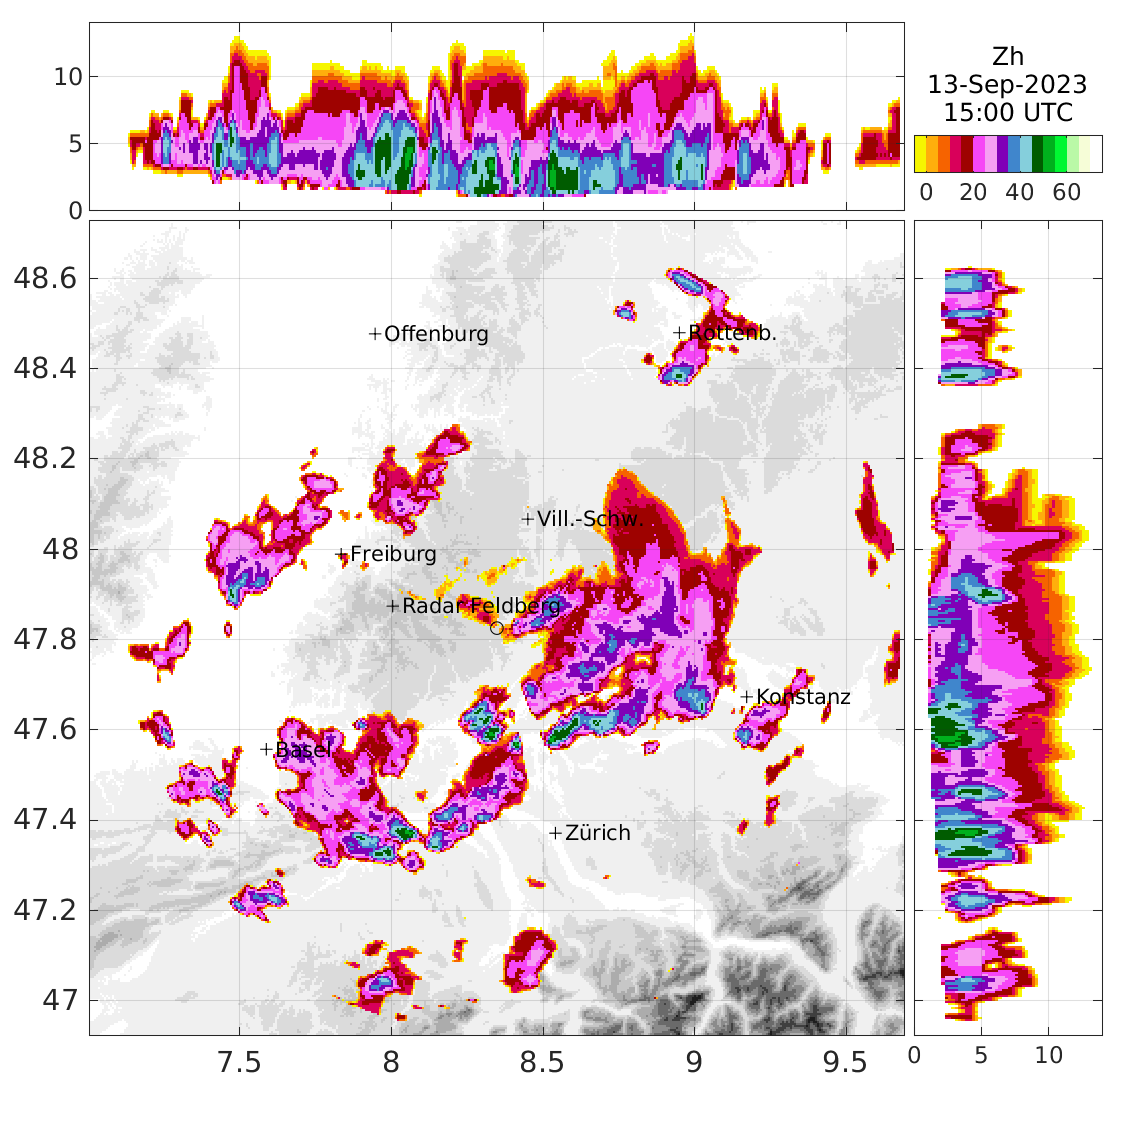 Zh
13-Sep-2023
15:00 UTC
10
5
0
0 20 40 60
48.6
+Offenburg
+Rottenb.
48.4
48.2
+Vill.-Schw.
48
+Freiburg
+Radar Feldberg
47.8
+Konstanz
47.6
+Basel
47.4
+Zürich
47.2
47
7.5 8 8.5 9 9.5
0 5 10